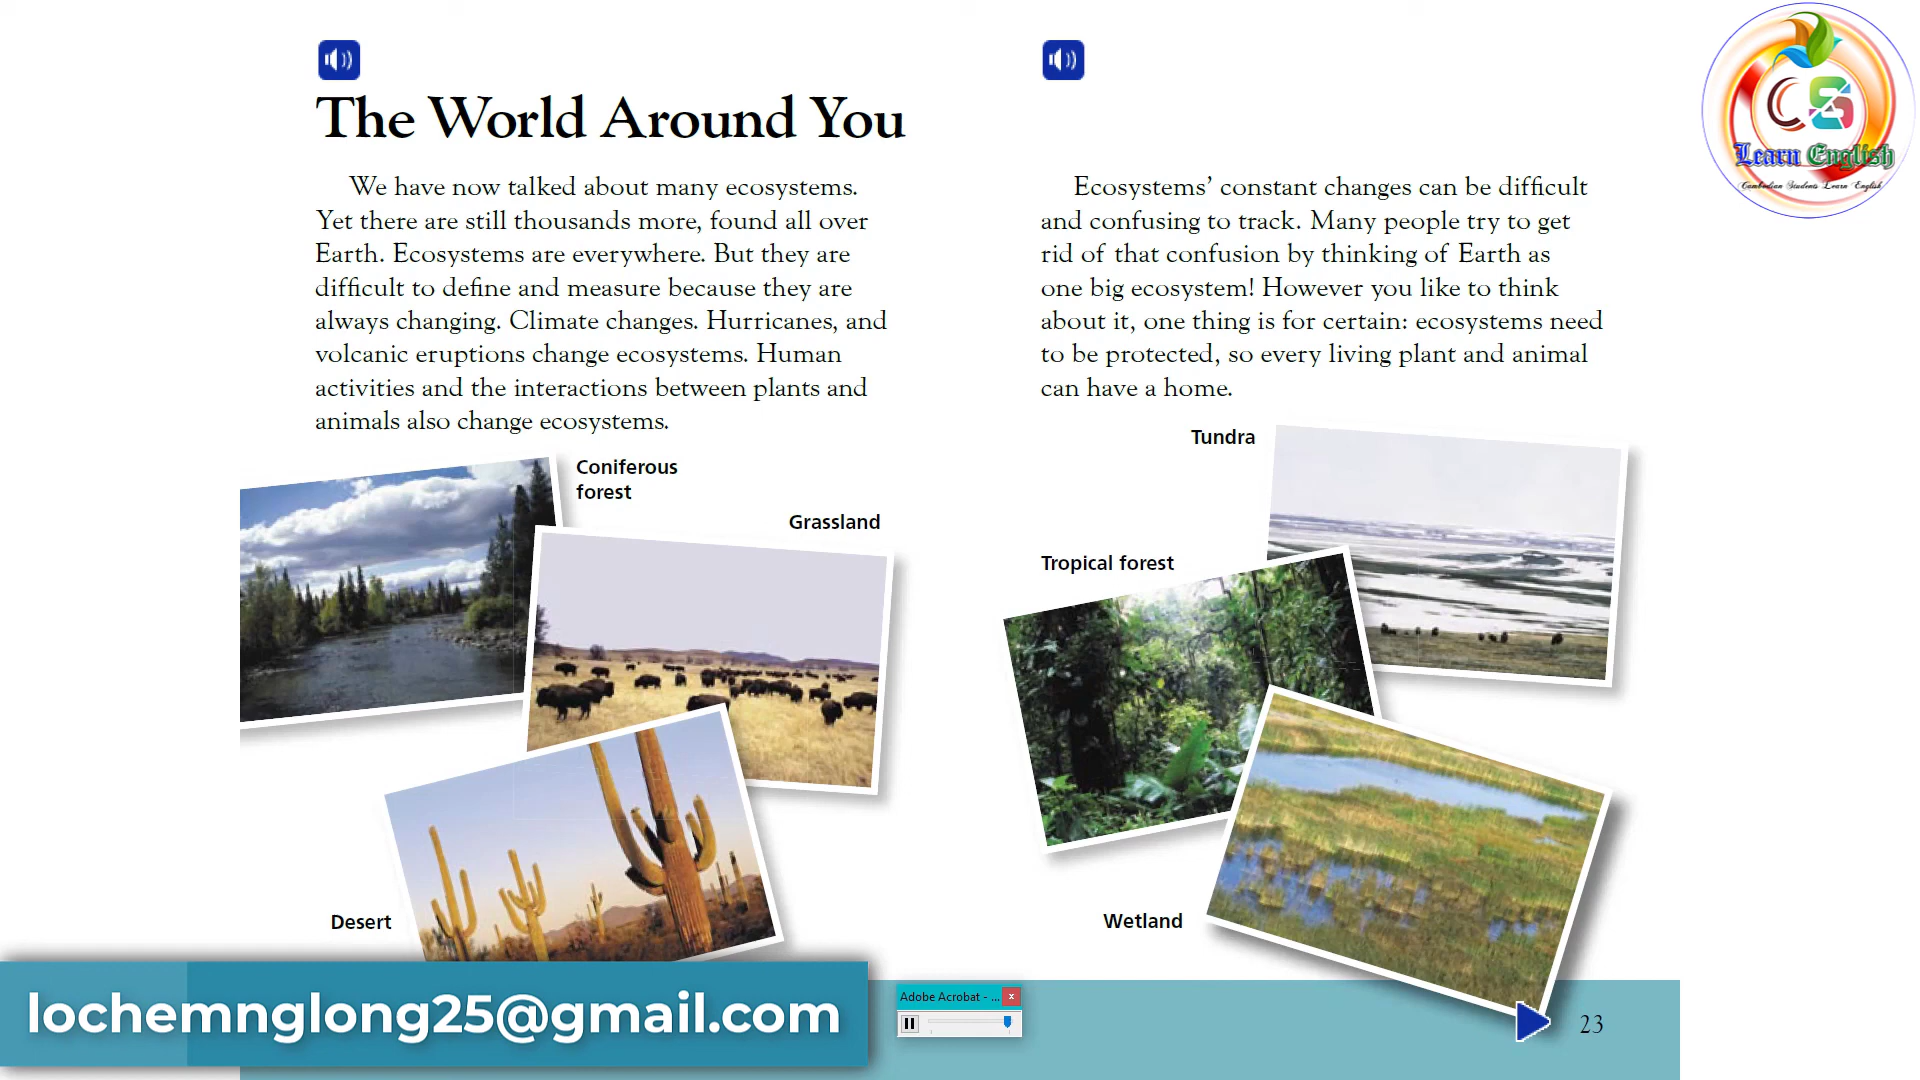 The World Around You
We have now talked about many ecosystems.
Yet there are still thousands more, found all over
Earth. Ecosystems are everywhere. But they are
difficult to define and measure because they are
always changing. Climate changes. Hurricanes, and
volcanic eruptions change ecosystems. Human
activities and the interactions between plants and
animals also change ecosystems.
Coniferous
forest
Grassland
Desert
Ecosystems’ constant changes can be difficult
and confusing to track. Many people try to get
rid of that confusion by thinking of Earth as
one big ecosystem! However you like to think
about it, one thing is for certain: ecosystems need
to be protected, so every living plant and animal
can have a home.
Tundra
Tropical forest
Wetland
23
CS
Learn English
Cambodian Students Learn English
lochemnglong25@gmail.com
Adobe Acrobat - ...
x